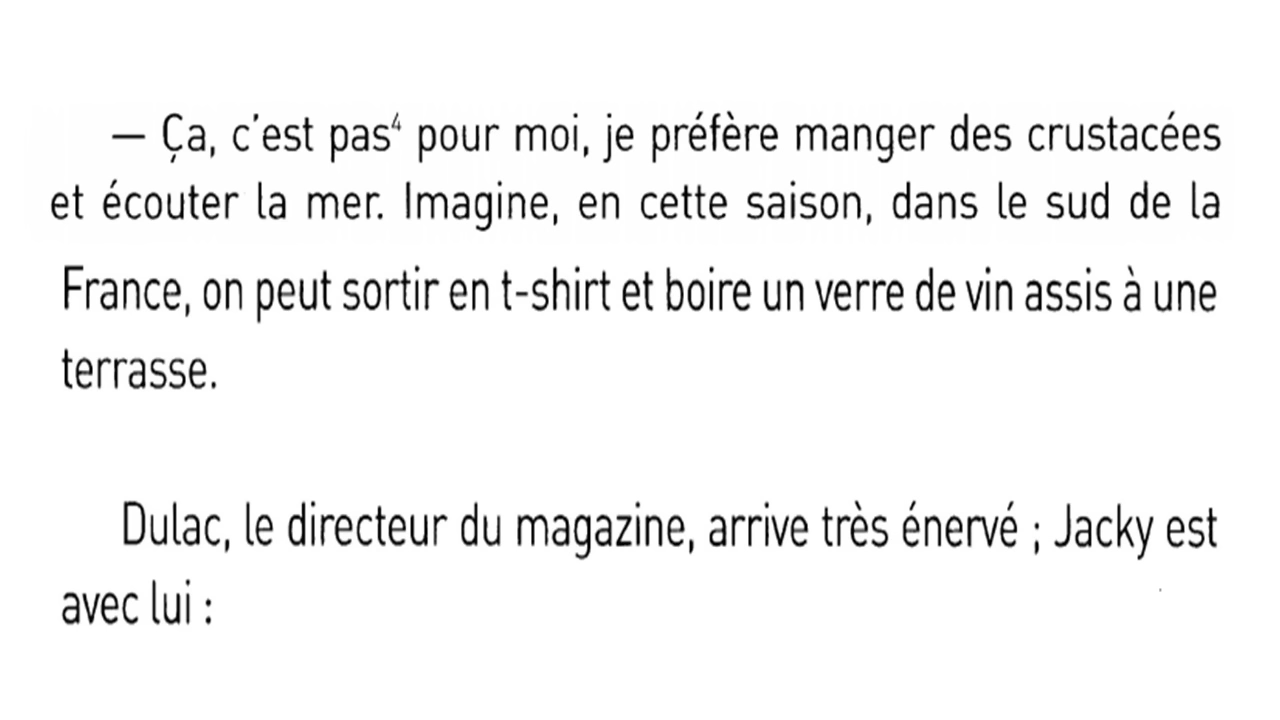 — Ça, c'est pas⁴ pour moi, je préfère manger des crustacées
et écouter la mer. Imagine, en cette saison, dans le sud de la
France, on peut sortir en t-shirt et boire un verre de vin assis à une
terrasse.
Dulac, le directeur du magazine, arrive très énervé ; Jacky est
avec lui :